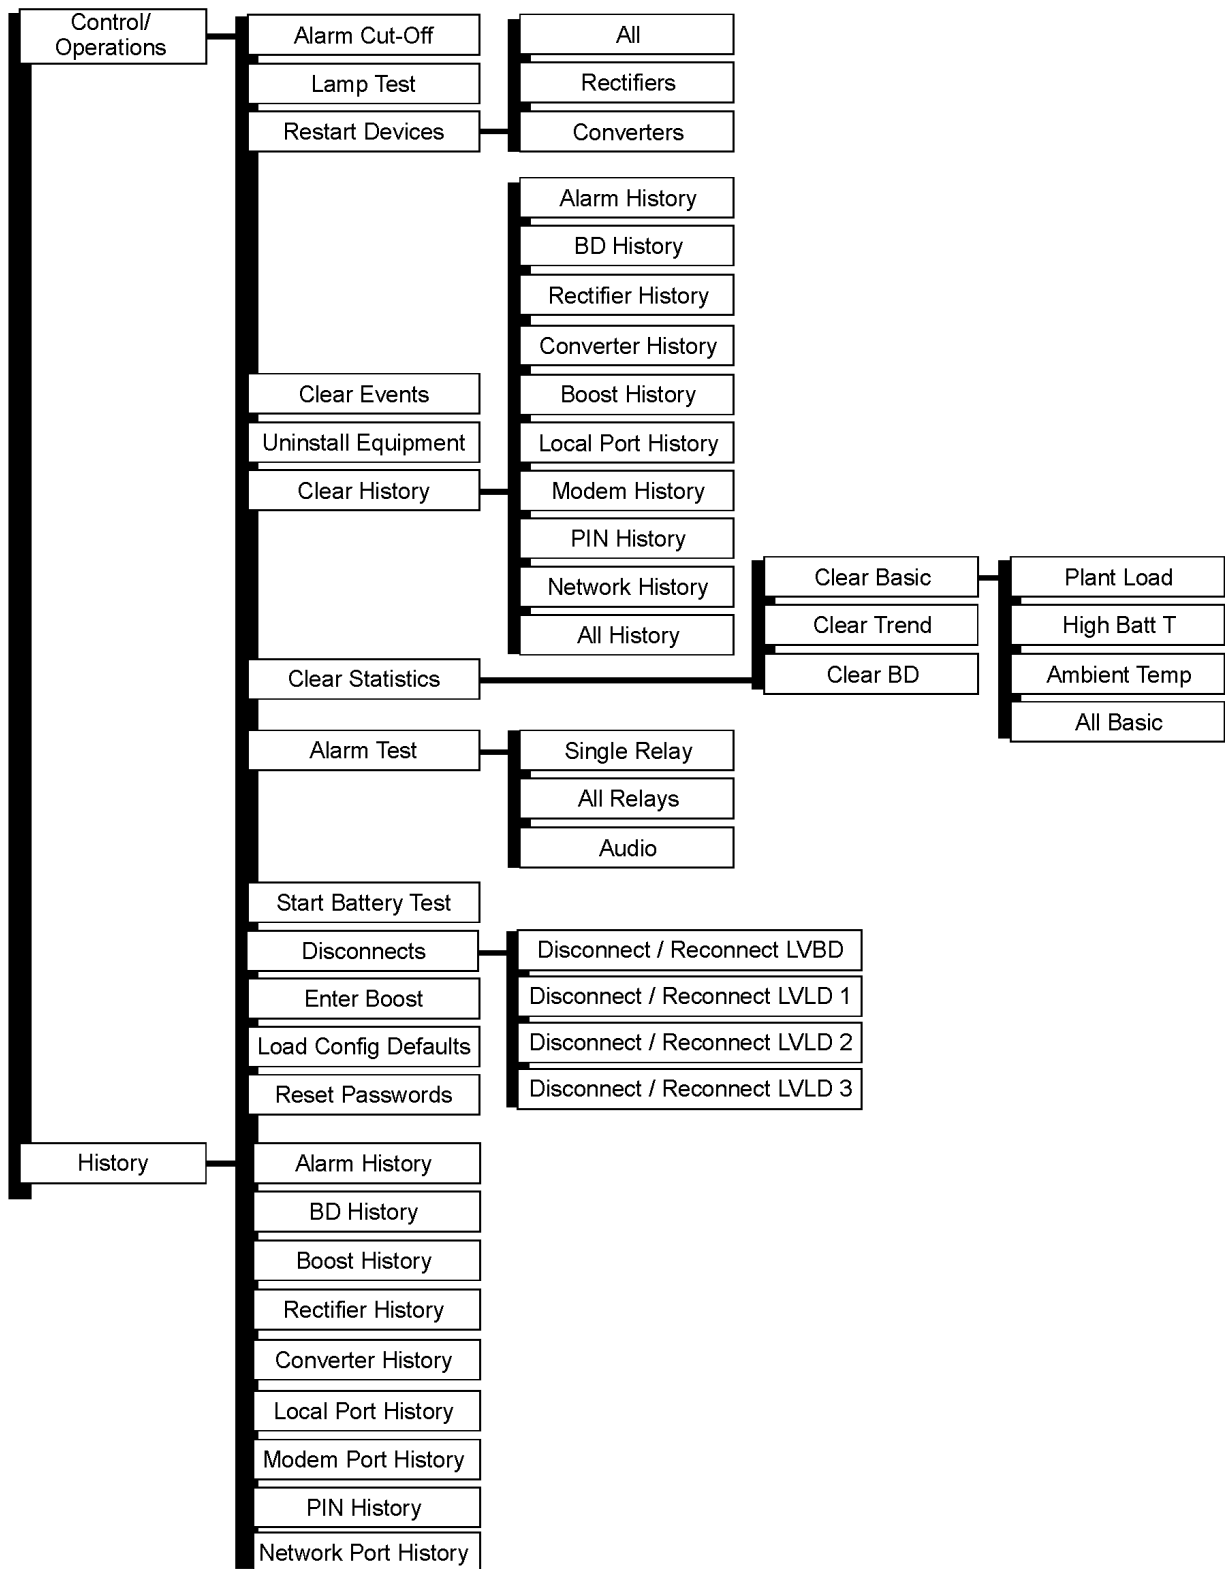 Control/
Operations
Alarm Cut-Off
Lamp Test
Restart Devices
All
Rectifiers
Converters
Clear Events
Uninstall Equipment
Clear History
Alarm History
BD History
Rectifier History
Converter History
Boost History
Local Port History
Modem History
PIN History
Network History
All History
Clear Statistics
Clear Basic
Clear Trend
Clear BD
Plant Load
High Batt T
Ambient Temp
All Basic
Alarm Test
Single Relay
All Relays
Audio
Start Battery Test
Disconnects
Disconnect / Reconnect LVBD
Disconnect / Reconnect LVLD 1
Disconnect / Reconnect LVLD 2
Disconnect / Reconnect LVLD 3
Enter Boost
Load Config Defaults
Reset Passwords
History
Alarm History
BD History
Boost History
Rectifier History
Converter History
Local Port History
Modem Port History
PIN History
Network Port History